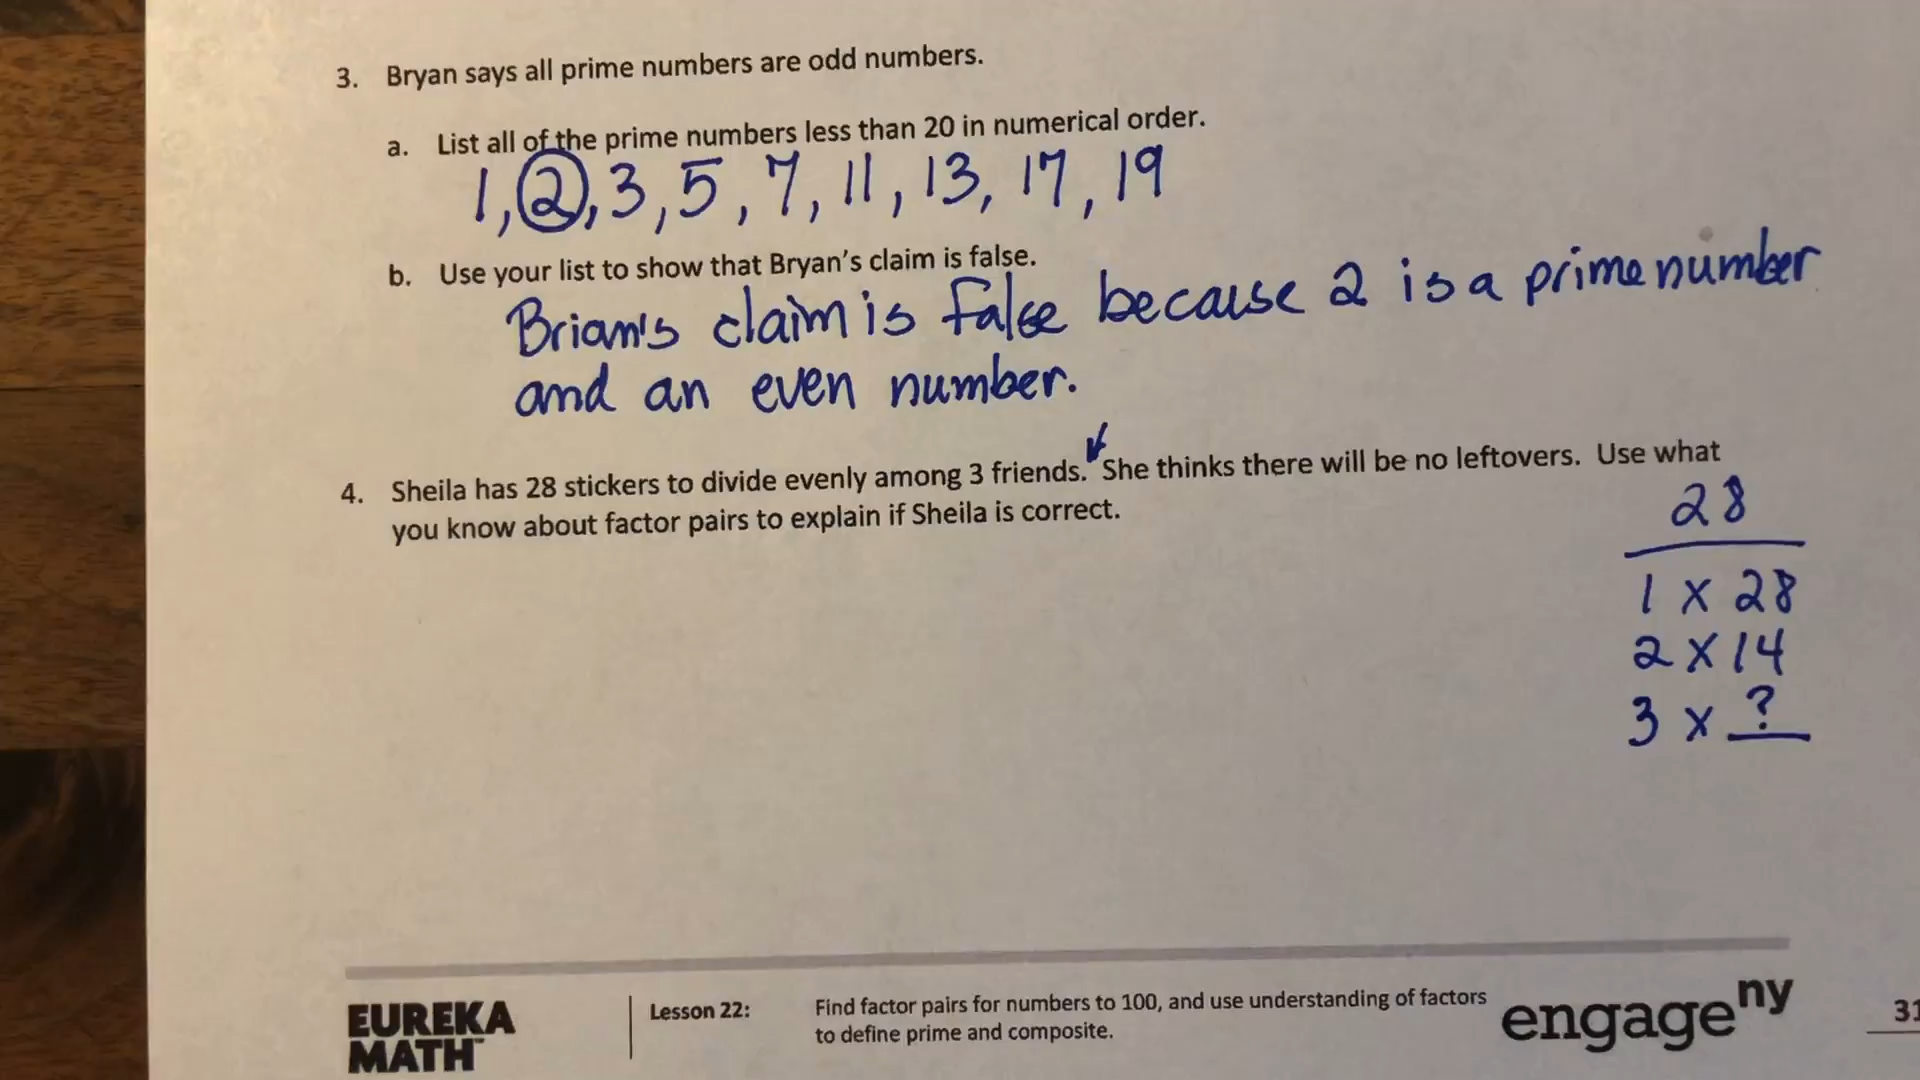 3. Bryan says all prime numbers are odd numbers.
a. List all of the prime numbers less than 20 in numerical order.
1, 2, 3, 5, 7, 11, 13, 17, 19
b. Use your list to show that Bryan's claim is false.
Brian's claim is false because 2 is a prime number
and an even number.
4. Sheila has 28 stickers to divide evenly among 3 friends. She thinks there will be no leftovers. Use what
you know about factor pairs to explain if Sheila is correct.
28
1 x 28
2 x 14
3 x ?
EUREKA
MATH™
Lesson 22:
Find factor pairs for numbers to 100, and use understanding of factors
to define prime and composite.
engage ny
31